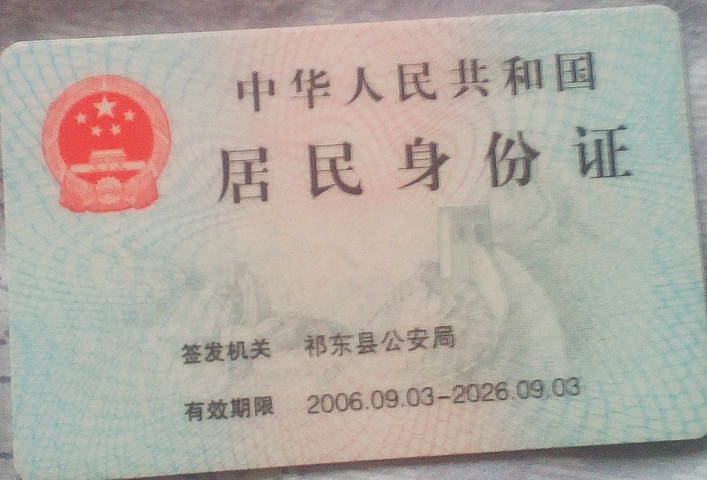 中华人民共和国
居民身份证
签发机关 祁东县公安局
有效期限 2006.09.03-2026.09.03